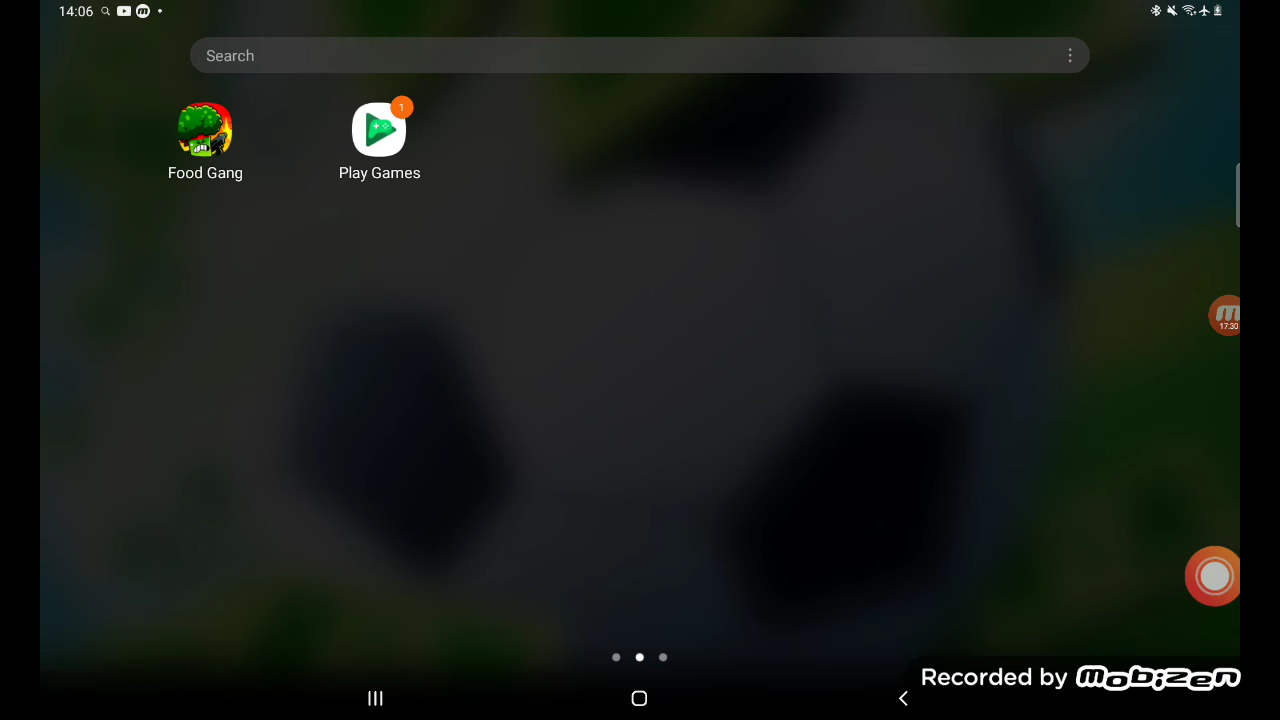 14:06
Search
1
Food Gang
Play Games
17.30
Recorded by mobizen